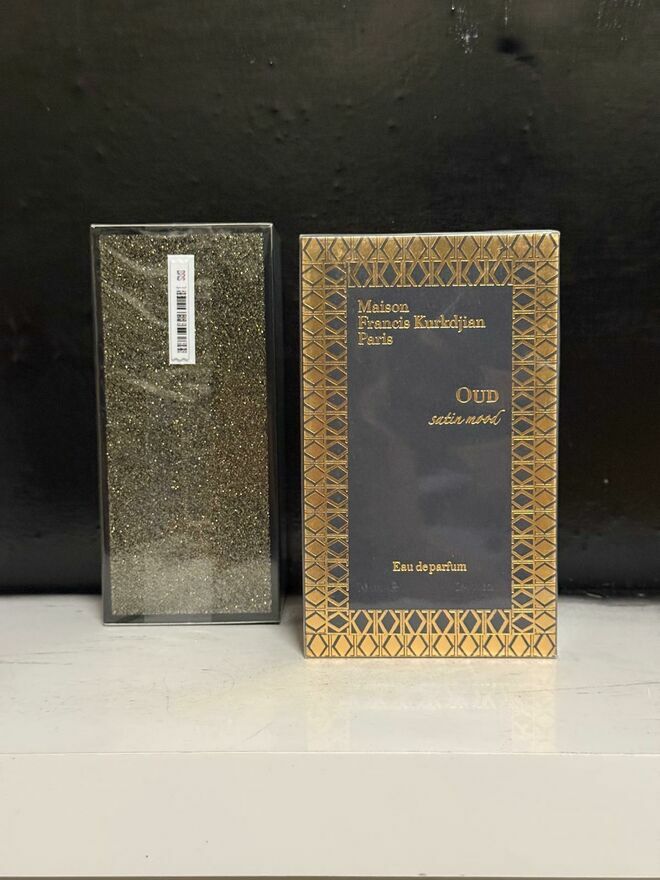 Maison
Francis Kurkdjian
Paris
OUD
satin mood
Eau de parfum